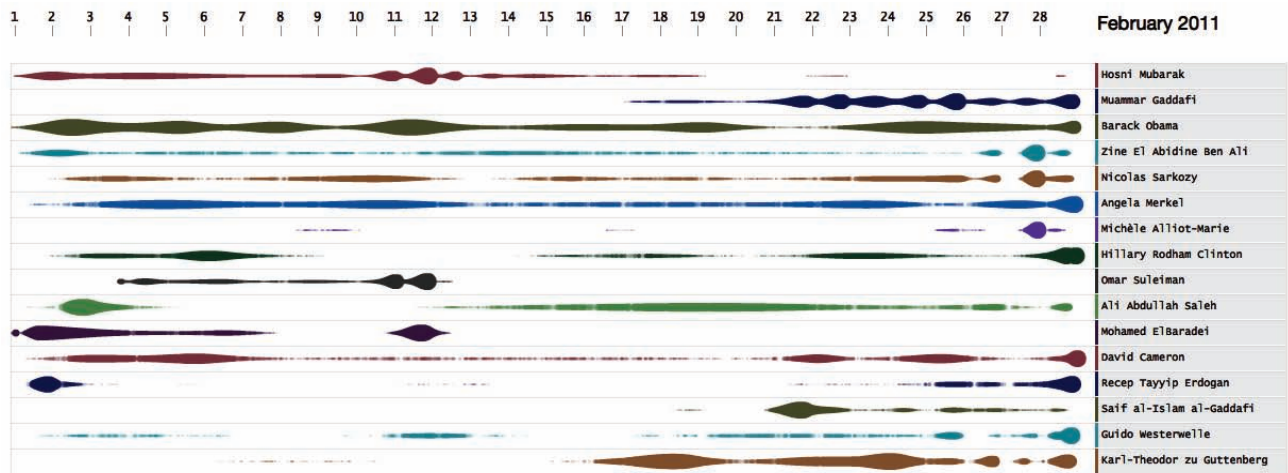 1 2 3 4 5 6 7 8 9 10 11 12 13 14 15 16 17 18 19 20 21 22 23 24 25 26 27 28 February 2011
Hosni Mubarak
Muammar Gaddafi
Barack Obama
Zine El Abidine Ben Ali
Nicolas Sarkozy
Angela Merkel
Michèle Alliot-Marie
Hillary Rodham Clinton
Omar Suleiman
Ali Abdullah Saleh
Mohamed ElBaradei
David Cameron
Recep Tayyip Erdogan
Saif al-Islam al-Gaddafi
Guido Westerwelle
Karl-Theodor zu Guttenberg